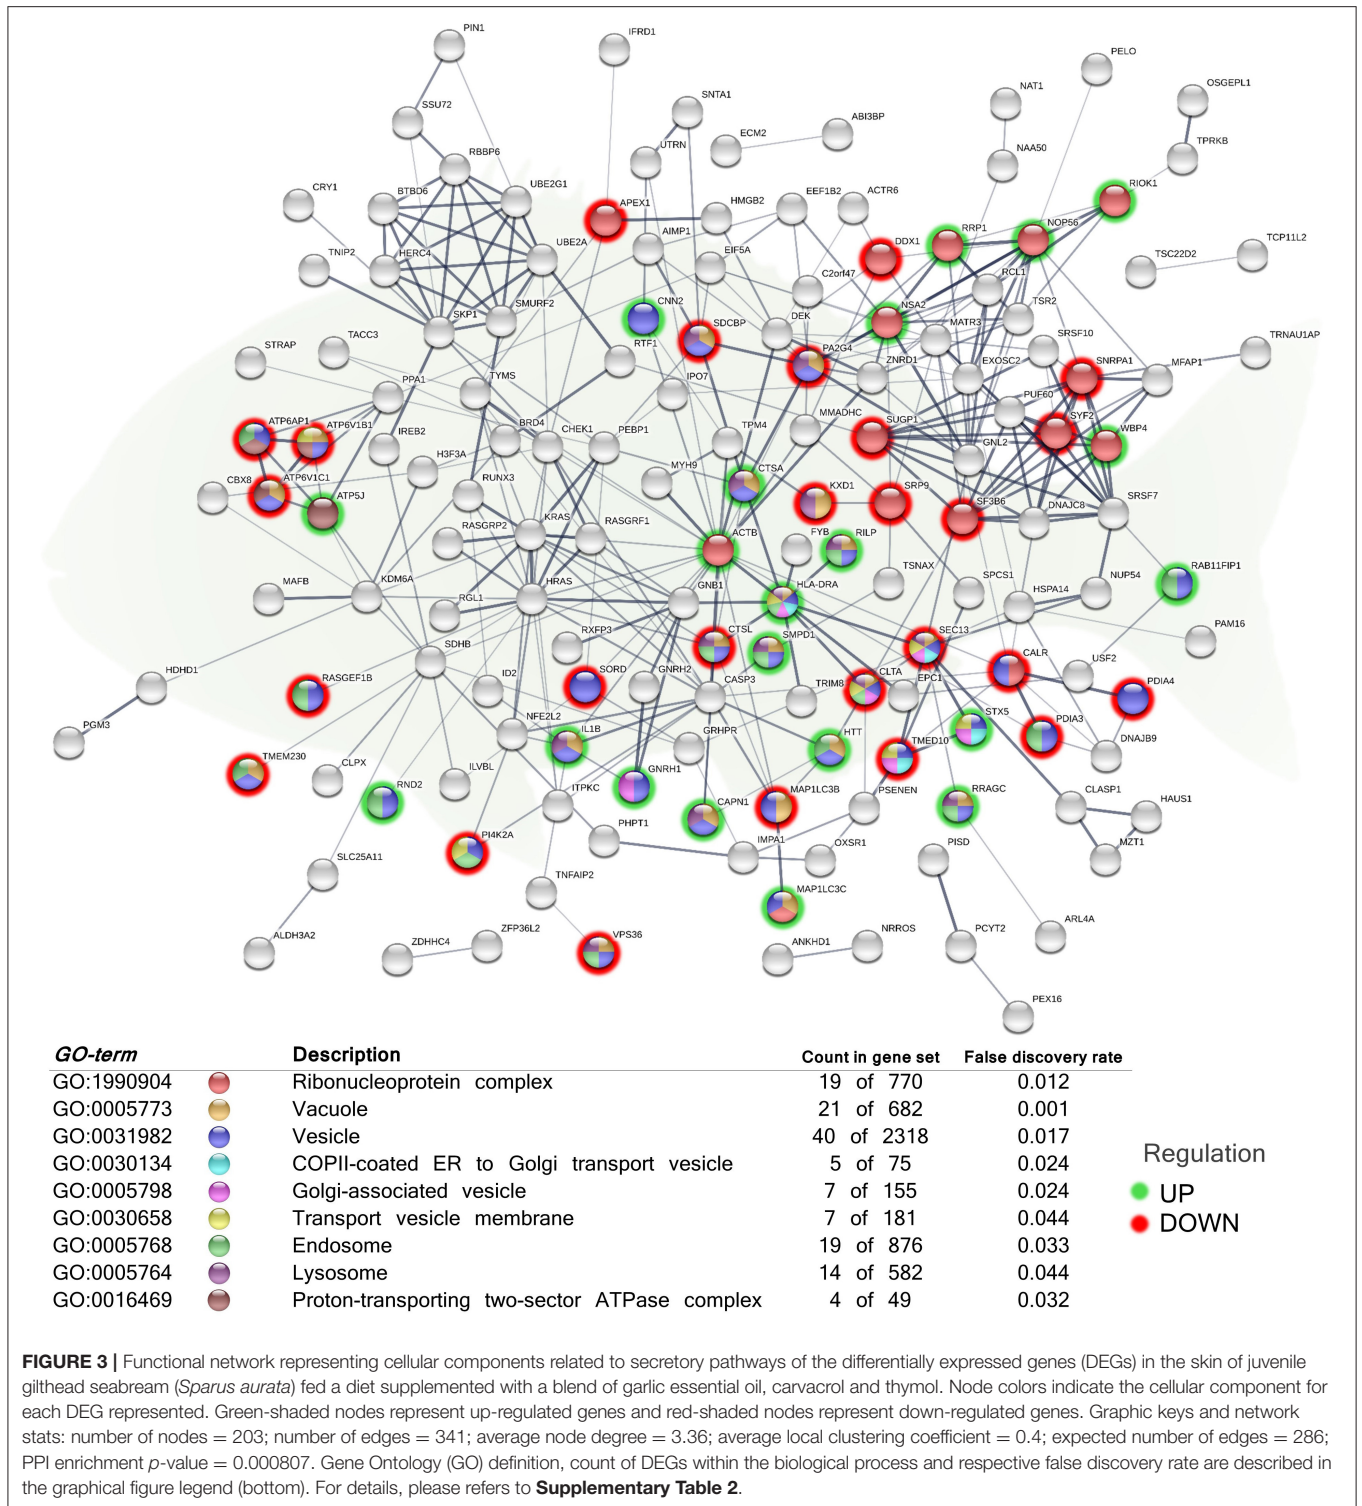 PIN1
IFRD1
PELO
OSGEPL1
NAT1
SNTA1
SSU72
ABI3BP
ECM2
TPRKB
UTRN
NAA50
RBBP6
UBE2G1
RIOK1
CRY1
BTBD6
APEX1
HMGB2
EEF1B2
ACTR6
RRP1
NOP56
AIMP1
DDX1
TCP11L2
UBE2A
EIF5A
TSC22D2
TNIP2
HERC4
C2orf47
RCL1
CNN2
NSA2
TSR2
SMURF2
SKP1
SDCBP
DEK
MATR3
SRSF10
TRNAU1AP
RTF1
PA2G4
ZNRD1
EXOSC2
SNRPA1
MFAP1
STRAP
TACC3
TYMS
IPO7
PPA1
PUF60
MMADHC
SUGP1
SYF2
WBP4
ATP6AP1
ATP6V1B1
BRD4
CHEK1
PEBP1
TPM4
IREB2
GNL2
H3F3A
MYH9
CTSA
CBX8
ATP6V1C1
RUNX3
KXD1
SRP9
SF3B6
DNAJC8
SRSF7
ATP5J
KRAS
RASGRF1
RASGRP2
ACTB
FYB
RILP
TSNAX
SPCS1
NUP54
RAB11FIP1
MAFB
KDM6A
HRAS
GNB1
HLA-DRA
HSPA14
RGL1
RXFP3
CTSL
SMPD1
SEC13
PAM16
SDHB
CALR
USF2
HDHD1
RASGEF1B
ID2
SORD
GNRH2
CASP3
TRIM8
CLTA
EPC1
PDIA4
STX5
PDIA3
PGM3
NFE2L2
IL1B
GRHPR
HTT
TMED10
DNAJB9
TMEM230
CLPX
ILVBL
GNRH1
RND2
ITPKC
CAPN1
MAP1LC3B
PSENEN
RRAGC
CLASP1
HAUS1
PHPT1
PI4K2A
IMPA1
OXSR1
PISD
MZT1
SLC25A11
TNFAIP2
MAP1LC3C
ALDH3A2
ZDHHC4
ZFP36L2
VPS36
ANKHD1
NRROS
PCYT2
ARL4A
PEX16
GO-term Description Count in gene set False discovery rate
GO:1990904 Ribonucleoprotein complex 19 of 770 0.012
GO:0005773 Vacuole 21 of 682 0.001
GO:0031982 Vesicle 40 of 2318 0.017
GO:0030134 COPII-coated ER to Golgi transport vesicle 5 of 75 0.024
GO:0005798 Golgi-associated vesicle 7 of 155 0.024
GO:0030658 Transport vesicle membrane 7 of 181 0.044
GO:0005768 Endosome 19 of 876 0.033
GO:0005764 Lysosome 14 of 582 0.044
GO:0016469 Proton-transporting two-sector ATPase complex 4 of 49 0.032
Regulation
UP
DOWN
FIGURE 3 | Functional network representing cellular components related to secretory pathways of the differentially expressed genes (DEGs) in the skin of juvenile
gilthead seabream (Sparus aurata) fed a diet supplemented with a blend of garlic essential oil, carvacrol and thymol. Node colors indicate the cellular component for
each DEG represented. Green-shaded nodes represent up-regulated genes and red-shaded nodes represent down-regulated genes. Graphic keys and network
stats: number of nodes = 203; number of edges = 341; average node degree = 3.36; average local clustering coefficient = 0.4; expected number of edges = 286;
PPI enrichment p-value = 0.000807. Gene Ontology (GO) definition, count of DEGs within the biological process and respective false discovery rate are described in
the graphical figure legend (bottom). For details, please refers to Supplementary Table 2.